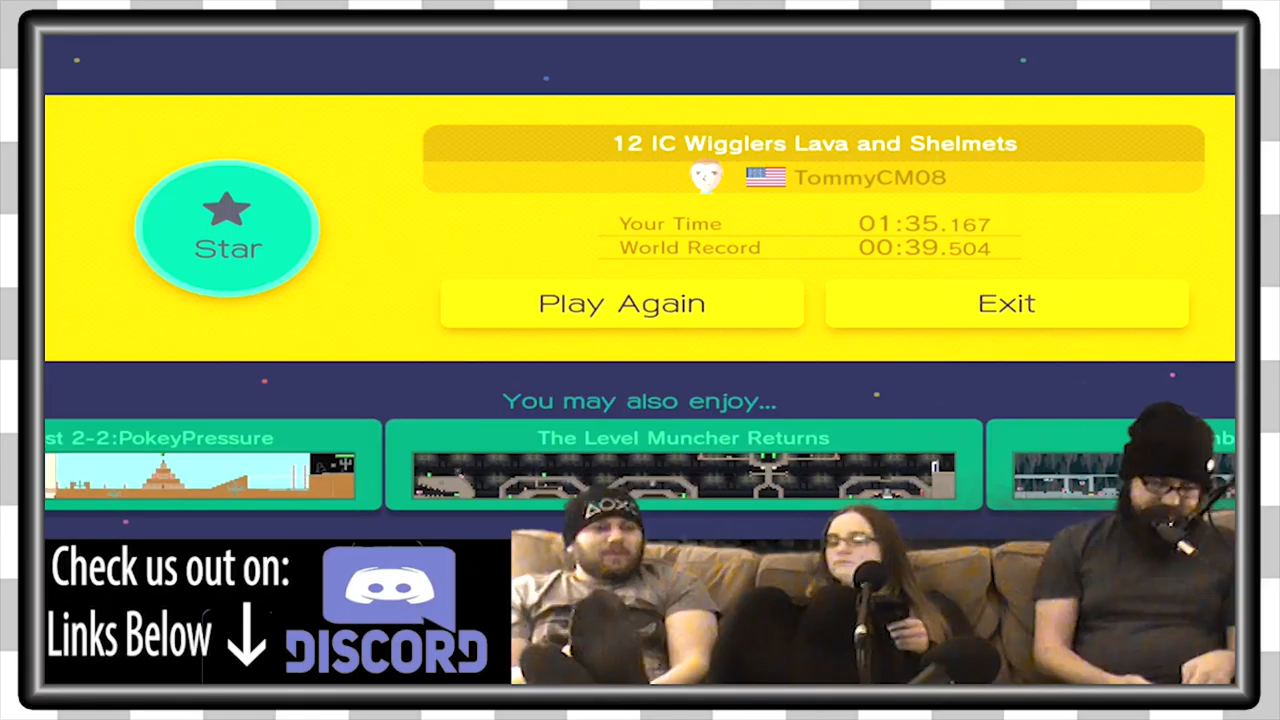 12 IC Wigglers Lava and Shelmets
TommyCM08
Star
Your Time 01:35.167
World Record 00:39.504
Play Again
Exit
You may also enjoy...
st 2-2:PokeyPressure
The Level Muncher Returns
Check us out on:
Links Below
DISCORD